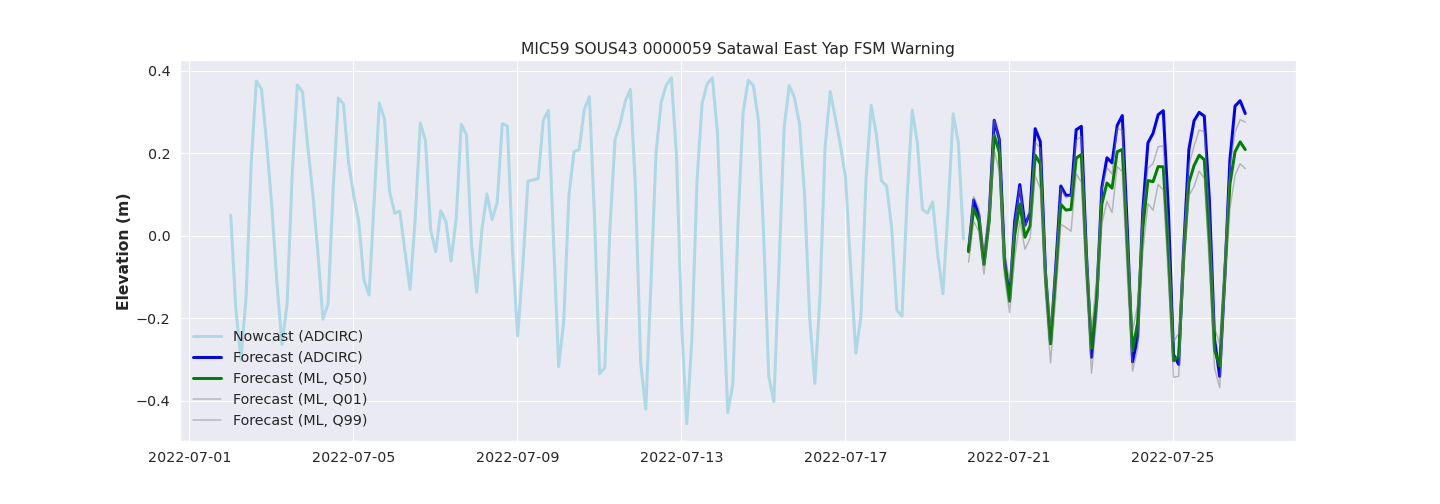 MIC59 SOUS43 0000059 Satawal East Yap FSM Warning
Elevation (m)
0.4
0.2
0.0
−0.2
−0.4
Nowcast (ADCIRC)
Forecast (ADCIRC)
Forecast (ML, Q50)
Forecast (ML, Q01)
Forecast (ML, Q99)
2022-07-01 2022-07-05 2022-07-09 2022-07-13 2022-07-17 2022-07-21 2022-07-25